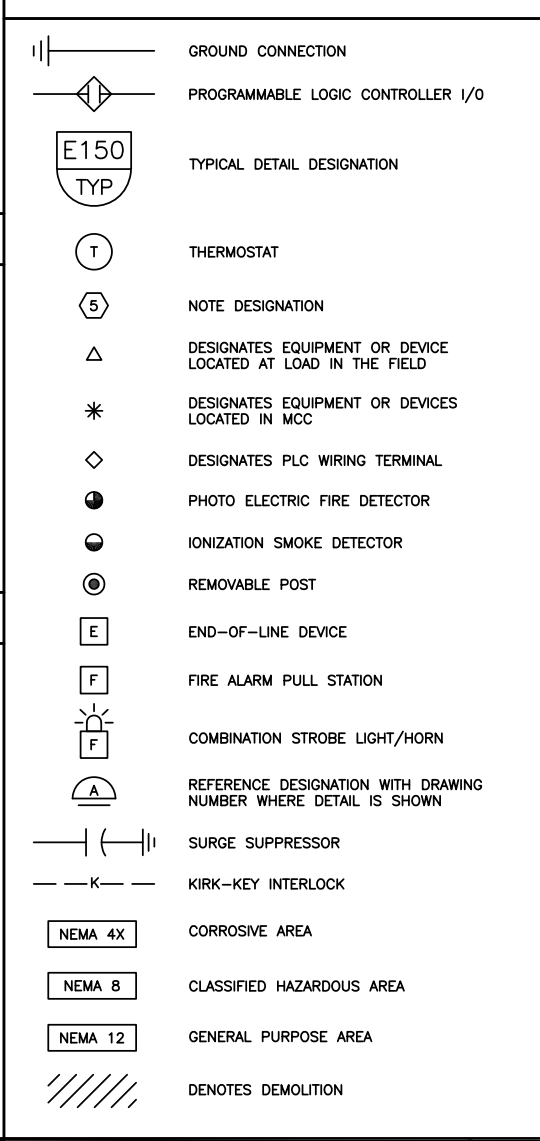 GROUND CONNECTION
PROGRAMMABLE LOGIC CONTROLLER I/O
E150
TYP
TYPICAL DETAIL DESIGNATION
T
THERMOSTAT
5
NOTE DESIGNATION
DESIGNATES EQUIPMENT OR DEVICE
LOCATED AT LOAD IN THE FIELD
DESIGNATES EQUIPMENT OR DEVICES
LOCATED IN MCC
DESIGNATES PLC WIRING TERMINAL
PHOTO ELECTRIC FIRE DETECTOR
IONIZATION SMOKE DETECTOR
REMOVABLE POST
E
END-OF-LINE DEVICE
F
FIRE ALARM PULL STATION
F
COMBINATION STROBE LIGHT/HORN
A
REFERENCE DESIGNATION WITH DRAWING
NUMBER WHERE DETAIL IS SHOWN
SURGE SUPPRESSOR
K
KIRK-KEY INTERLOCK
NEMA 4X
CORROSIVE AREA
NEMA 8
CLASSIFIED HAZARDOUS AREA
NEMA 12
GENERAL PURPOSE AREA
DENOTES DEMOLITION